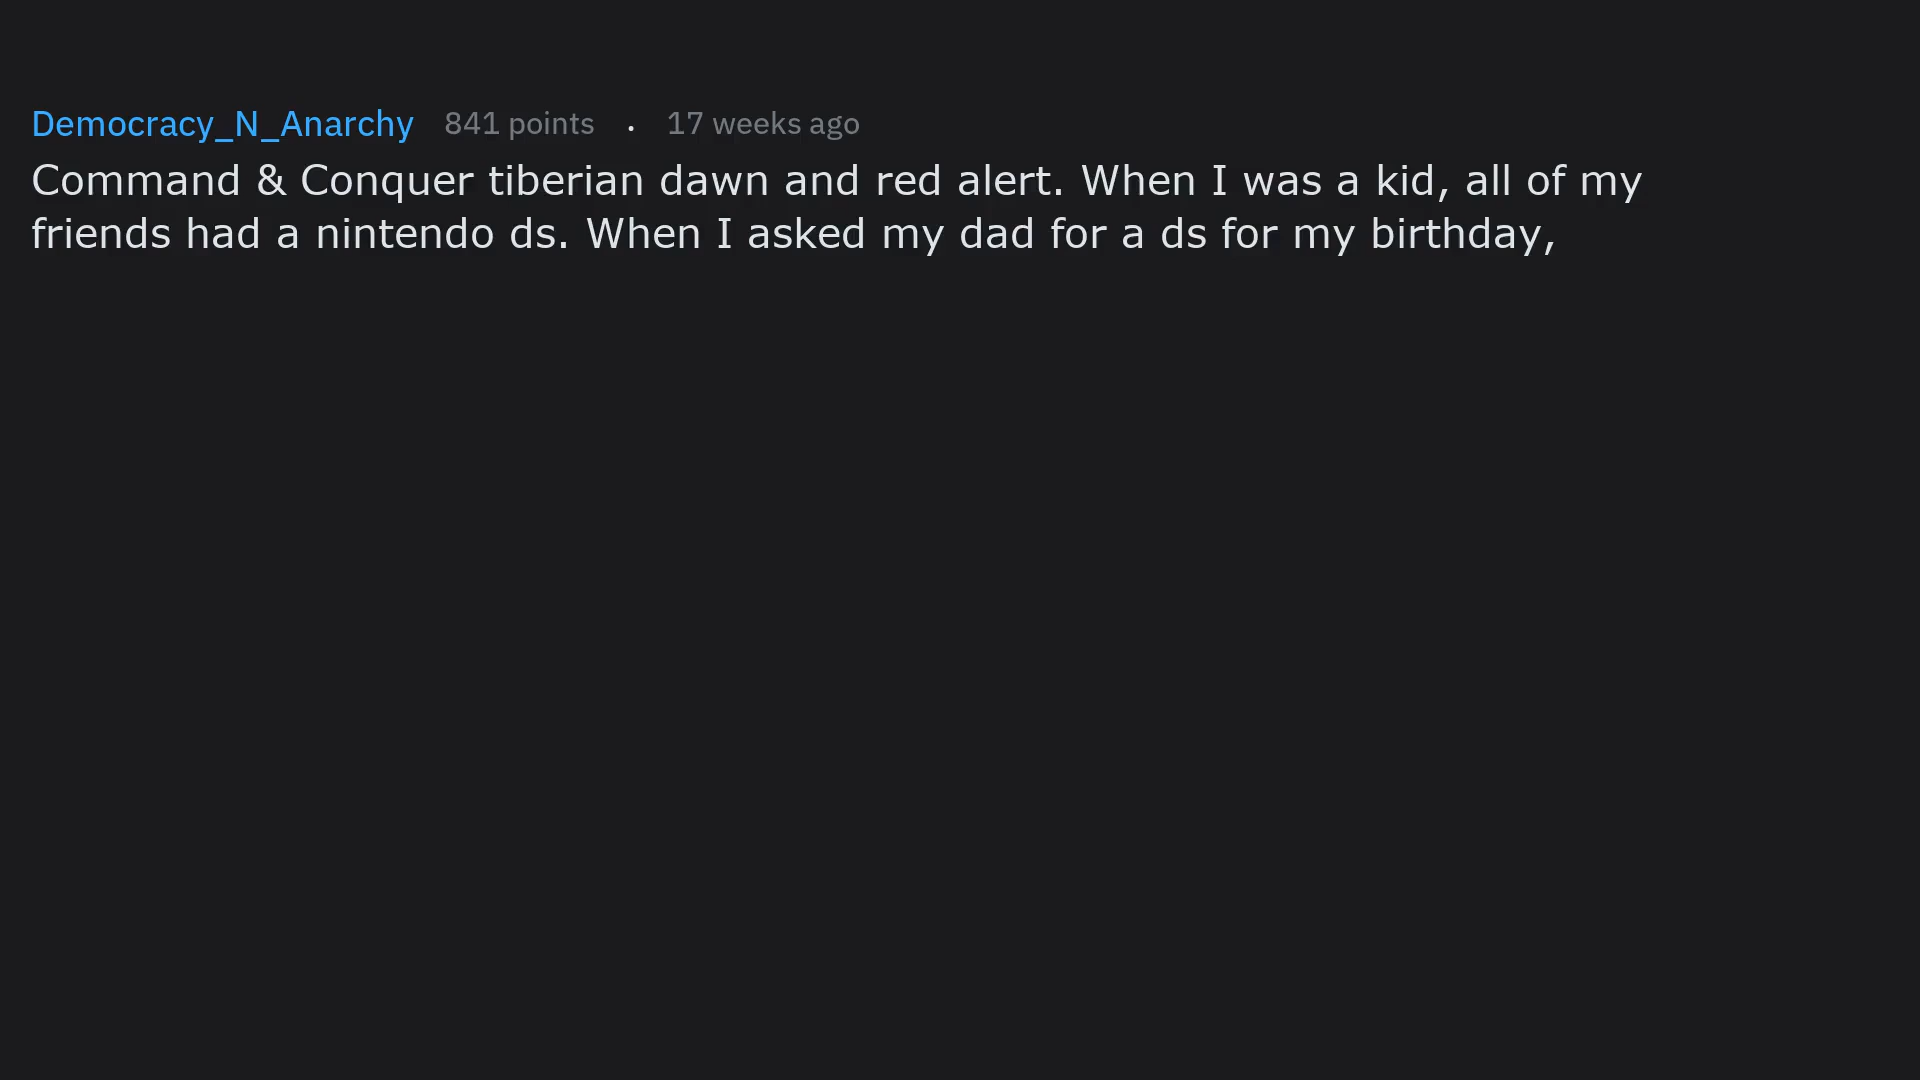 Democracy_N_Anarchy 841 points . 17 weeks ago
Command & Conquer tiberian dawn and red alert. When I was a kid, all of my
friends had a nintendo ds. When I asked my dad for a ds for my birthday,